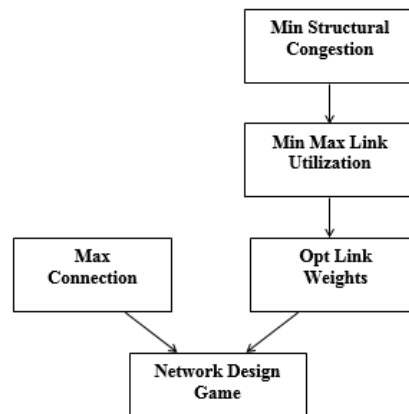 Min Structural
Congestion
Min Max Link
Utilization
Max
Connection
Opt Link
Weights
Network Design
Game